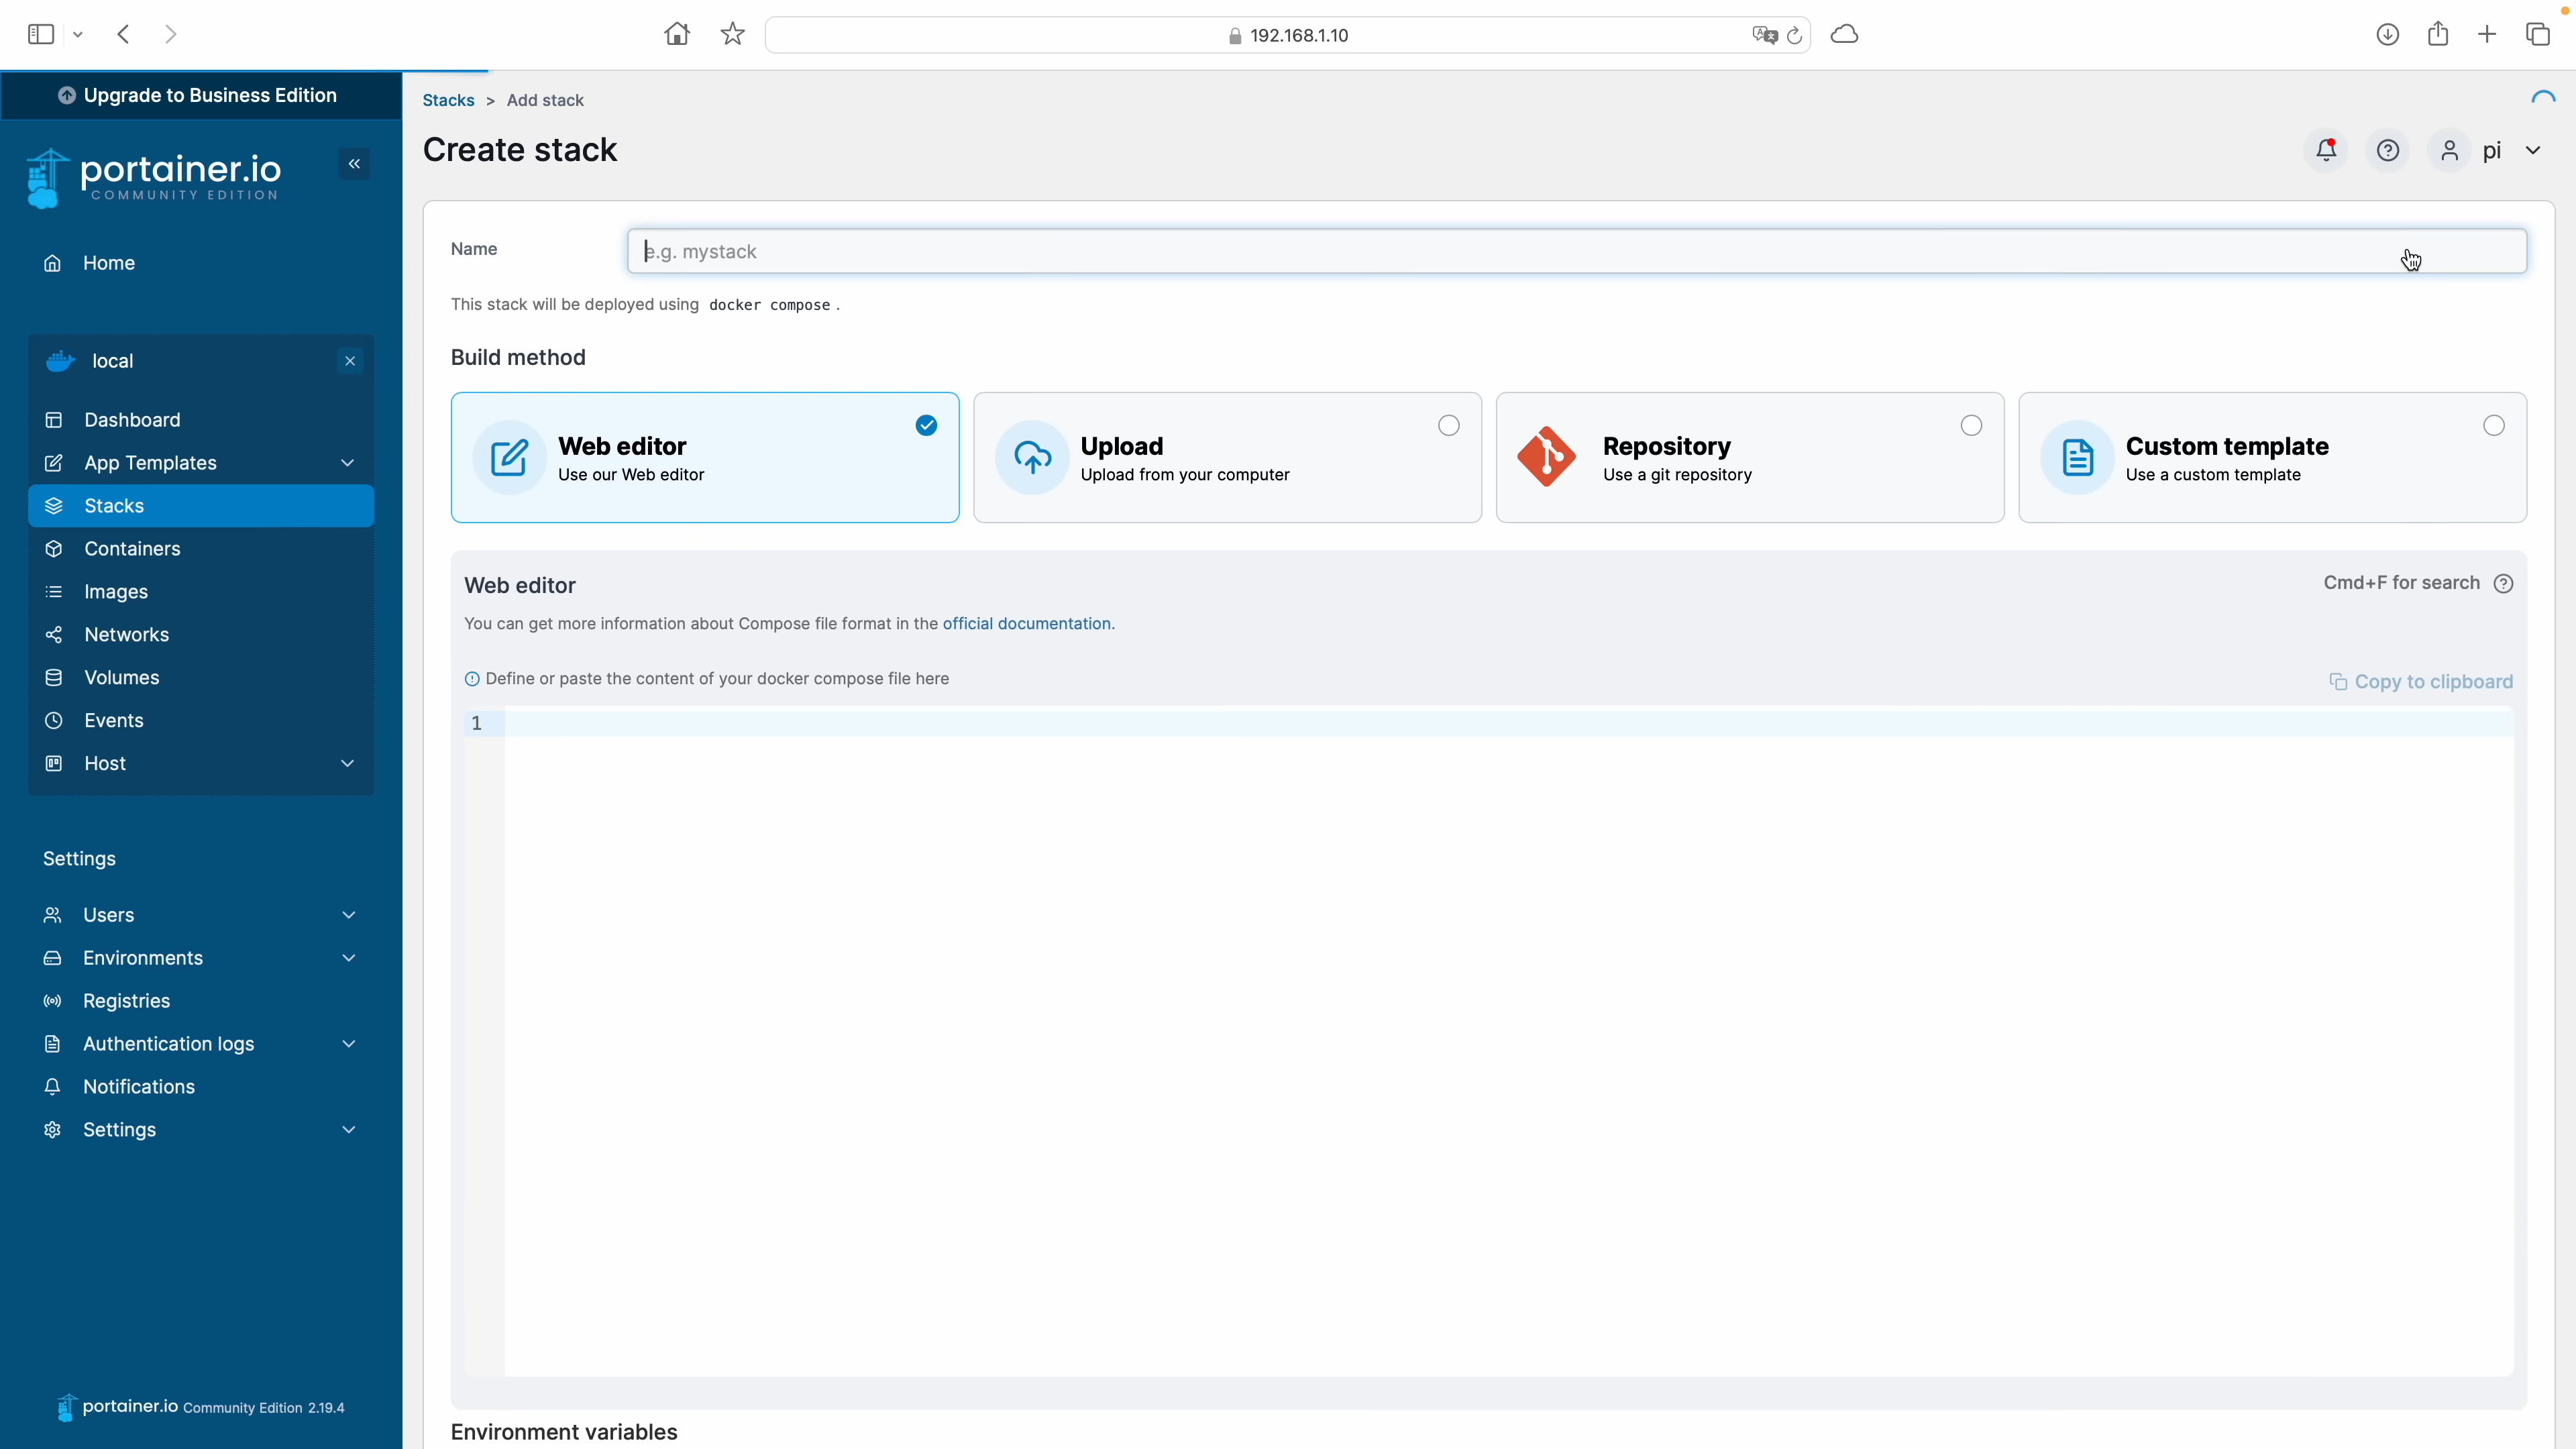 192.168.1.10
Upgrade to Business Edition
portainer.io
COMMUNITY EDITION
Home
local
Dashboard
App Templates
Stacks
Containers
Images
Networks
Volumes
Events
Host
Settings
Users
Environments
Registries
Authentication logs
Notifications
Settings
portainer.io Community Edition 2.19.4
Stacks > Add stack
Create stack
pi
Name
e.g. mystack
This stack will be deployed using docker compose .
Build method
Web editor
Use our Web editor
Upload
Upload from your computer
Repository
Use a git repository
Custom template
Use a custom template
Web editor
Cmd+F for search
You can get more information about Compose file format in the official documentation.
Define or paste the content of your docker compose file here
Copy to clipboard
1
Environment variables